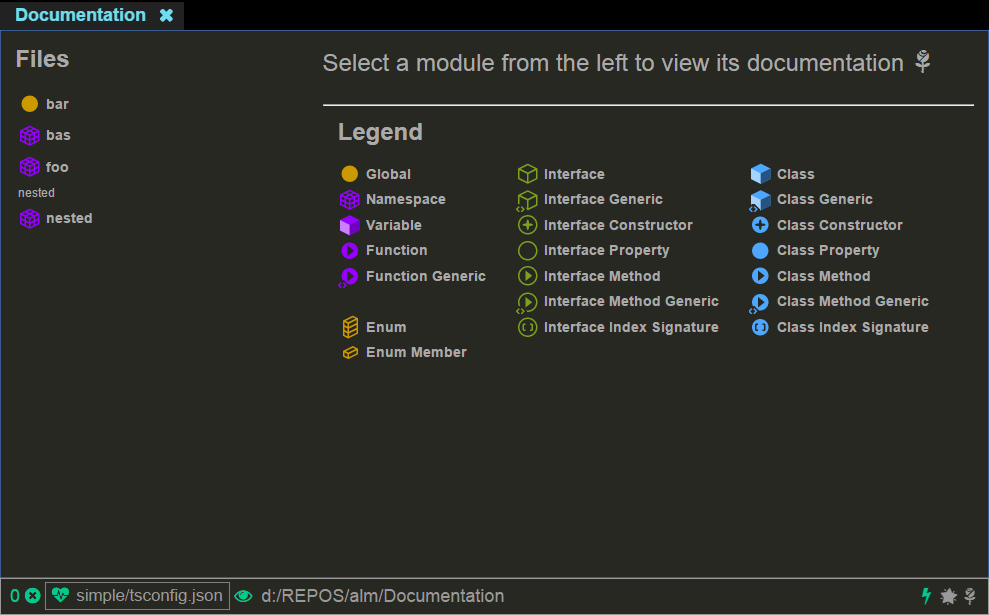 Documentation
Files
bar
bas
foo
nested
nested
Select a module from the left to view its documentation
Legend
Global
Namespace
Variable
Function
Function Generic
Enum
Enum Member
Interface
Interface Generic
Interface Constructor
Interface Property
Interface Method
Interface Method Generic
Interface Index Signature
Class
Class Generic
Class Constructor
Class Property
Class Method
Class Method Generic
Class Index Signature
0 simple/tsconfig.json d:/REPOS/alm/Documentation